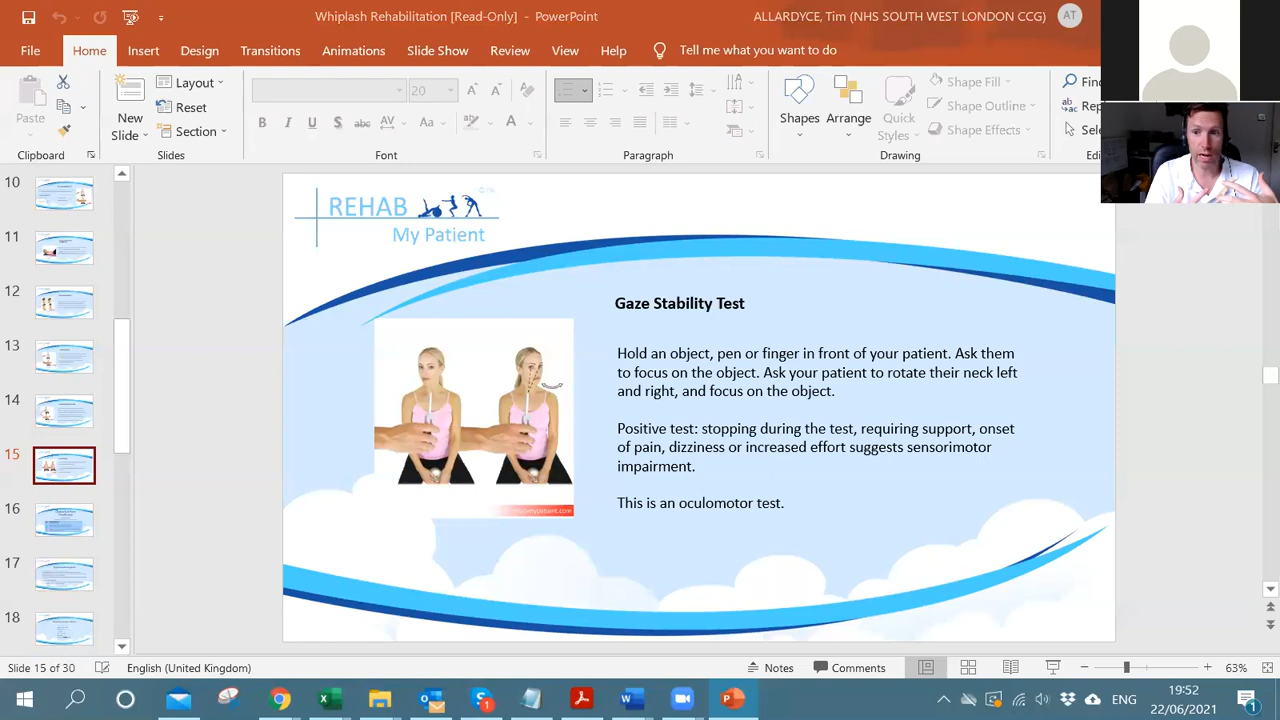 Whiplash Rehabilitation [Read-Only] - PowerPoint
ALLARDYCE, Tim (NHS SOUTH WEST LONDON CCG)
AT
File
Home
Insert
Design
Transitions
Animations
Slide Show
Review
View
Help
Tell me what you want to do
Paste
Clipboard
New
Slide
Layout
Reset
Section
Slides
20
B I U S abc AV Aa A
Font
Paragraph
Shapes
Arrange
Quick
Styles
Shape Fill
Shape Outline
Shape Effects
Drawing
10
11
12
13
14
15
16
17
18
REHAB
My Patient
Gaze Stability Test
Hold an object, pen or finger in front of your patient. Ask them
to focus on the object. Ask your patient to rotate their neck left
and right, and focus on the object.
Positive test: stopping during the test, requiring support, onset
of pain, dizziness or increased effort suggests sensorimotor
impairment.
This is an oculomotor test.
Slide 15 of 30
English (United Kingdom)
Notes
Comments
63%
ENG
19:52
22/06/2021